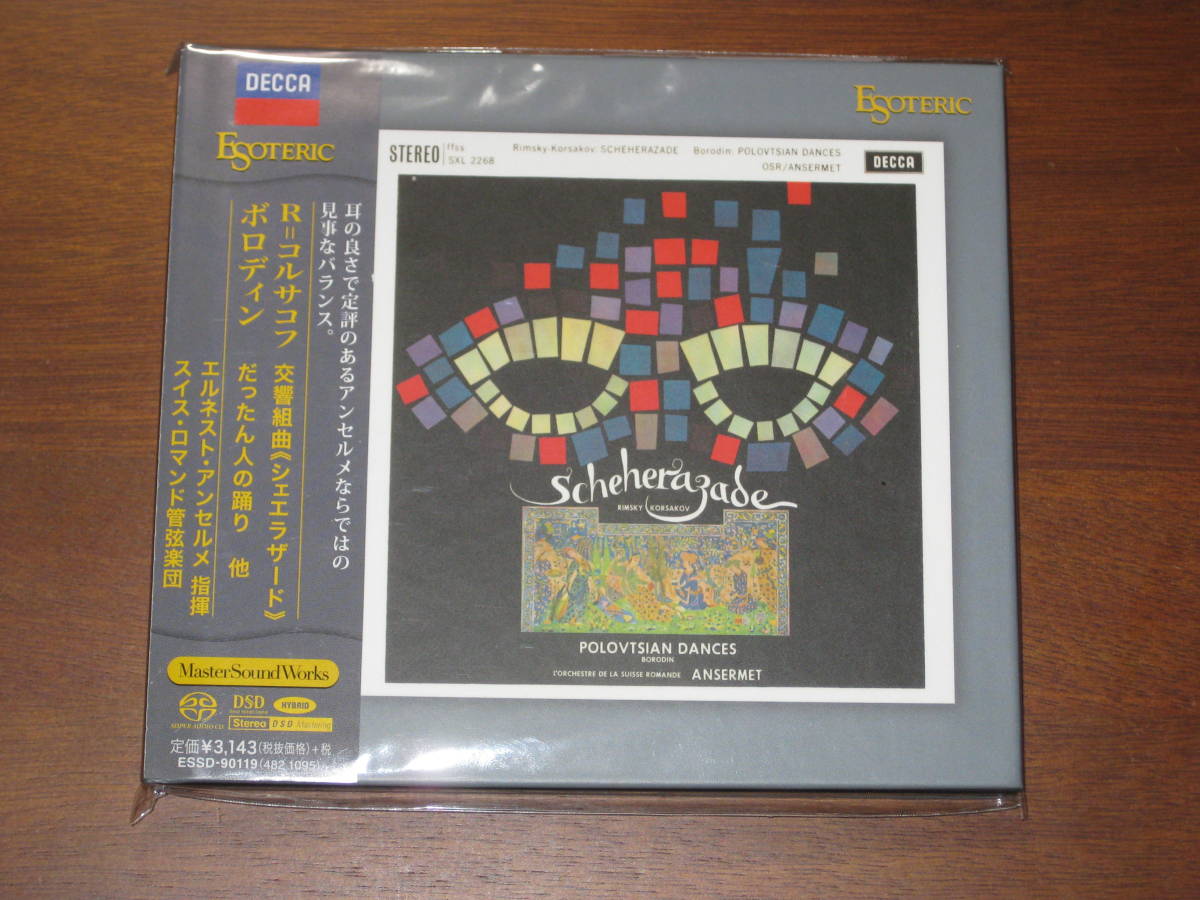 DECCA
ESOTERIC
耳の良さで定評のあるアンセルメならではの
見事なバランス。
R=コルサコフ 交響組曲《シェエラザード》
ボロディン だったん人の踊り 他
エルネスト・アンセルメ 指揮
スイス・ロマンド管弦楽団
MasterSoundWorks
SUPER AUDIO CD
DSD
HYBRID
Stereo DSD Mastering
定価¥3,143(税抜価格)+税
ESSD-90119(482 1095)
ESOTERIC
STEREO
ffss
SXL 2268
Rimsky-Korsakov: SCHEHERAZADE Borodin: POLOVTSIAN DANCES
OSR/ANSERMET
DECCA
Scheherazade
RIMSKY KORSAKOV
POLOVTSIAN DANCES
BORODIN
L'ORCHESTRE DE LA SUISSE ROMANDE ANSERMET